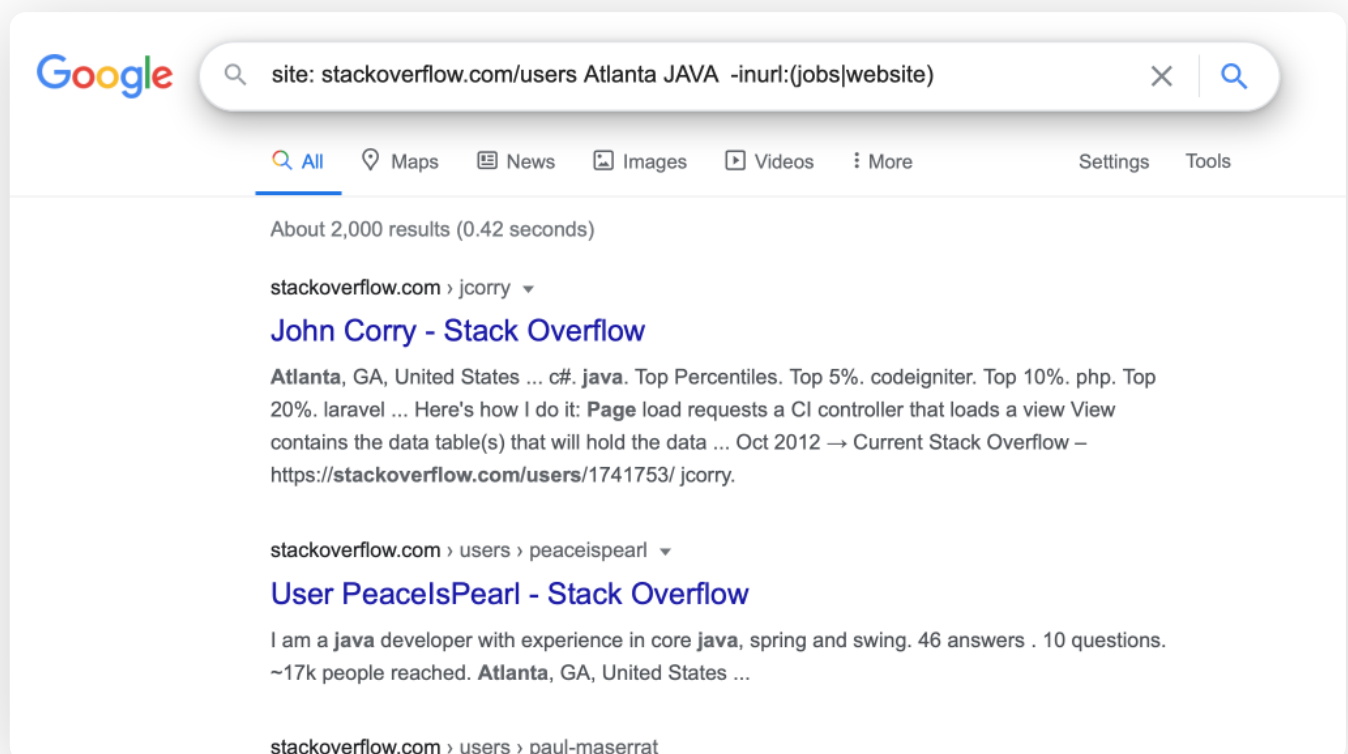 Google
site: stackoverflow.com/users Atlanta JAVA  -inurl:(jobs|website)
All Maps News Images Videos More Settings Tools
About 2,000 results (0.42 seconds)
stackoverflow.com › jcorry
John Corry - Stack Overflow
Atlanta, GA, United States ... c#. java. Top Percentiles. Top 5%. codeigniter. Top 10%. php. Top
20%. laravel ... Here's how I do it: Page load requests a CI controller that loads a view View
contains the data table(s) that will hold the data ... Oct 2012 → Current Stack Overflow –
https://stackoverflow.com/users/1741753/ jcorry.
stackoverflow.com › users › peaceispearl
User PeaceIsPearl - Stack Overflow
I am a java developer with experience in core java, spring and swing. 46 answers . 10 questions.
~17k people reached. Atlanta, GA, United States ...
stackoverflow.com › users › paul-maserrat